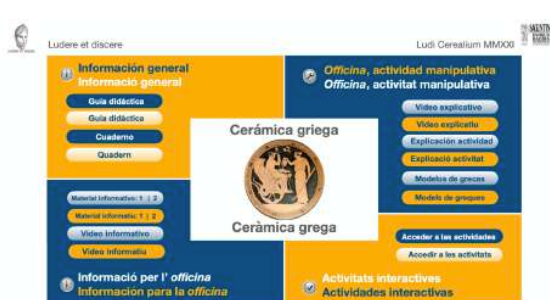 Ludere et discere
Ludi Cerealium MMXXI
Información general
Informació general
Guía didáctica
Guia didàctica
Cuaderno
Quadern
Officina, actividad manipulativa
Officina, activitat manipulativa
Vídeo explicativo
Vídeo explicatiu
Explicación actividad
Explicació activitat
Modelos de grecas
Models de greques
Cerámica griega
Ceràmica grega
Material informativo: 1 | 2
Material informatiu: 1 | 2
Vídeo informativo
Vídeo informatiu
Informació per l' officina
Información para la officina
Acceder a las actividades
Accedir a les activitats
Activitats interactives
Actividades interactivas